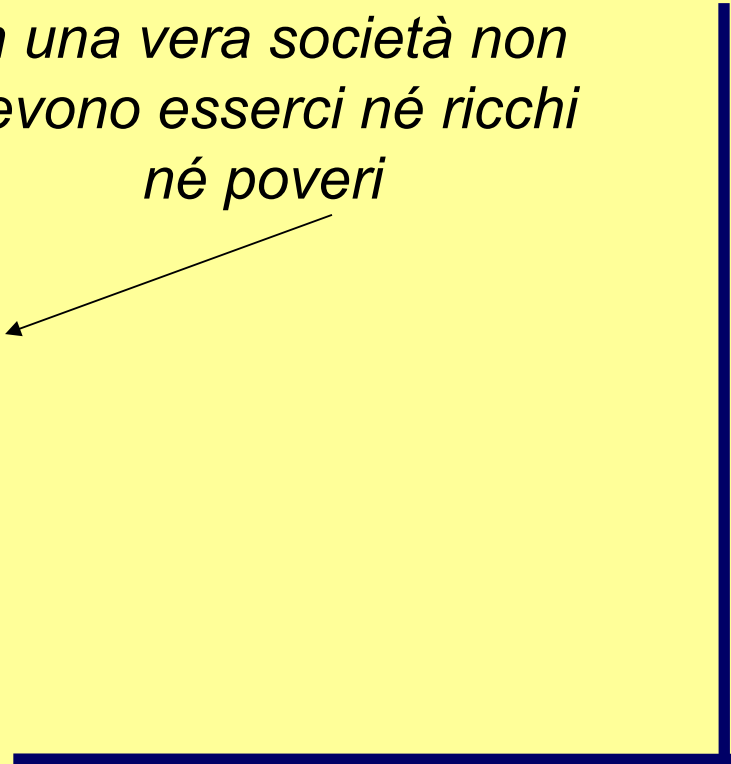 una vera società non
evono esserci né ricchi
né poveri